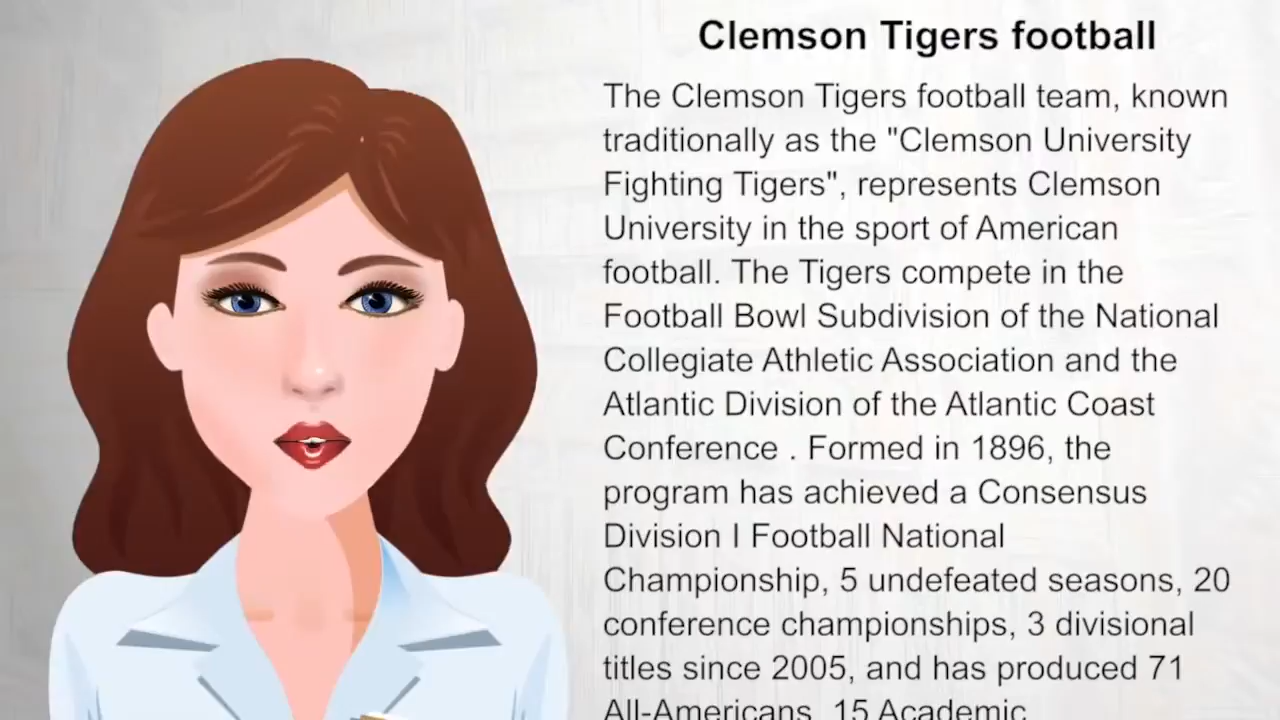 Clemson Tigers football
The Clemson Tigers football team, known
traditionally as the "Clemson University
Fighting Tigers", represents Clemson
University in the sport of American
football. The Tigers compete in the
Football Bowl Subdivision of the National
Collegiate Athletic Association and the
Atlantic Division of the Atlantic Coast
Conference . Formed in 1896, the
program has achieved a Consensus
Division I Football National
Championship, 5 undefeated seasons, 20
conference championships, 3 divisional
titles since 2005, and has produced 71
All-Americans, 15 Academic